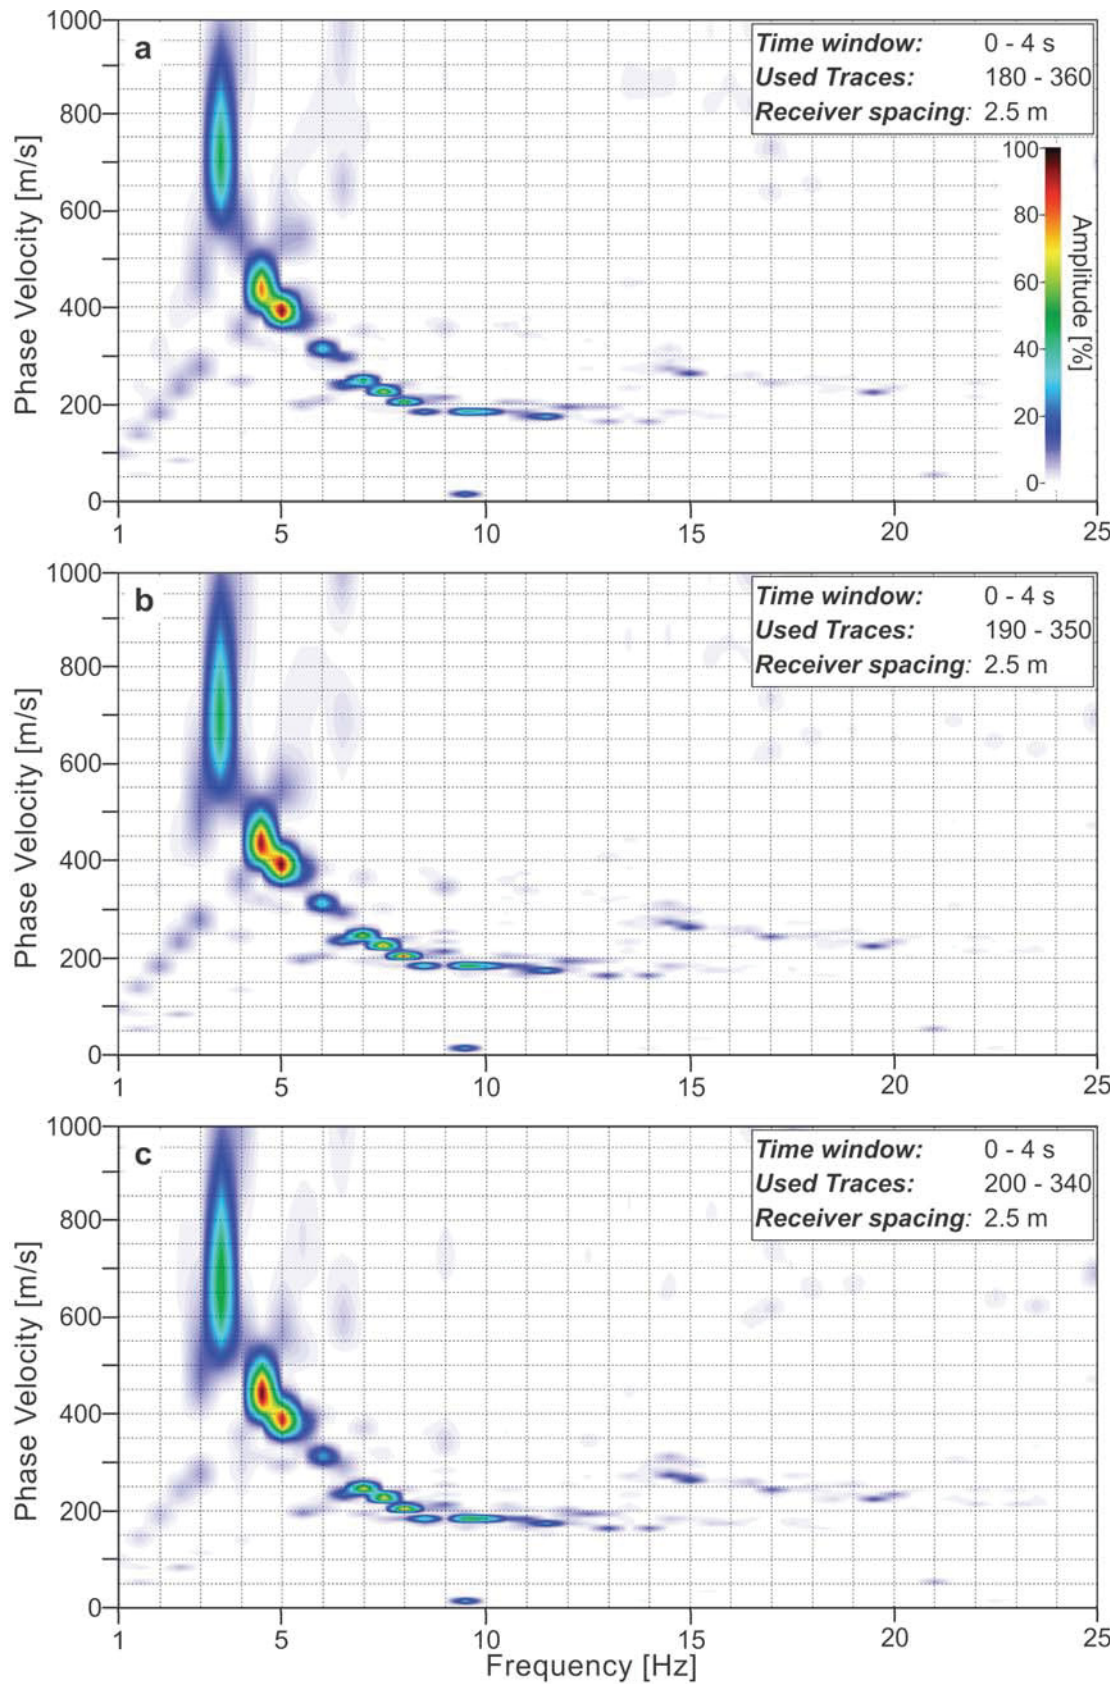 1000
a
Time window: 0 - 4 s
Used Traces: 180 - 360
Receiver spacing: 2.5 m
800
600
400
200
0
Phase Velocity [m/s]
100
80
60
40
20
0
Amplitude [%]
1 5 10 15 20 25
1000
b
Time window: 0 - 4 s
Used Traces: 190 - 350
Receiver spacing: 2.5 m
800
600
400
200
0
Phase Velocity [m/s]
1 5 10 15 20 25
1000
c
Time window: 0 - 4 s
Used Traces: 200 - 340
Receiver spacing: 2.5 m
800
600
400
200
0
Phase Velocity [m/s]
1 5 10 15 20 25
Frequency [Hz]